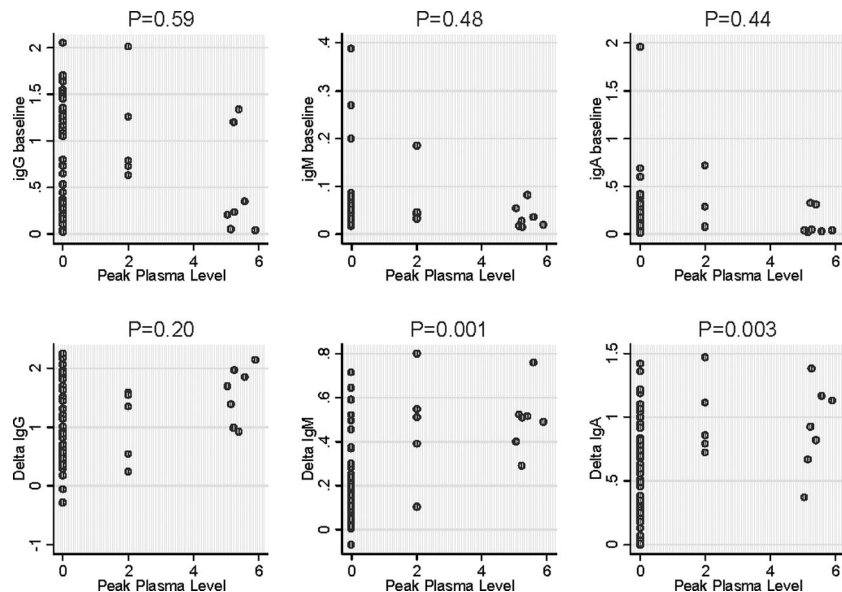 P=0.59
P=0.48
P=0.44
igG baseline
2
1.5
1
.5
0
0 2 4 6
Peak Plasma Level
igM baseline
.4
.3
.2
.1
0
0 2 4 6
Peak Plasma Level
igA baseline
2
1.5
1
.5
0
0 2 4 6
Peak Plasma Level
P=0.20
P=0.001
P=0.003
Delta IgG
2
1
0
-1
0 2 4 6
Peak Plasma Level
Delta IgM
.8
.6
.4
.2
0
0 2 4 6
Peak Plasma Level
Delta IgA
1.5
1
.5
0
0 2 4 6
Peak Plasma Level